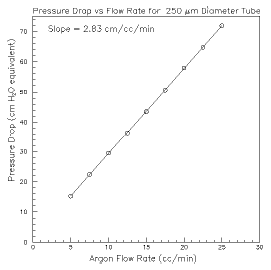 Pressure Drop vs Flow Rate for .250 μm Diameter Tube
Slope = 2.83 cm/cc/min
Pressure Drop (cm H2O equivalent)
70
60
50
40
30
20
10
0
0 5 10 15 20 25 30
Argon Flow Rate (cc/min)